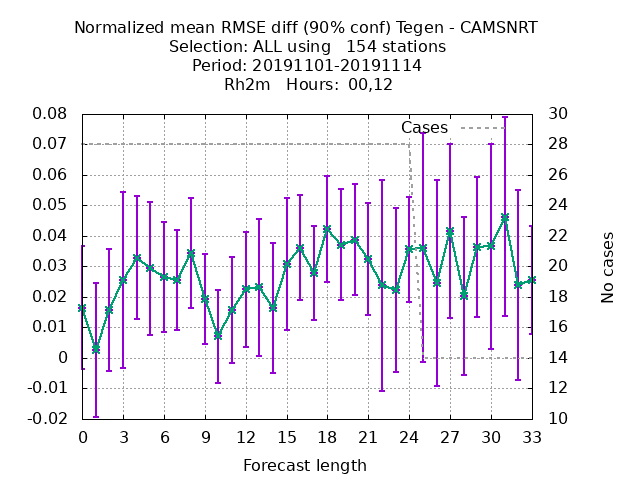 Normalized mean RMSE diff (90% conf) Tegen - CAMSNRT
Selection: ALL using   154 stations
Period: 20191101-20191114
Rh2m   Hours:  00,12
Cases
0.08
0.07
0.06
0.05
0.04
0.03
0.02
0.01
0
-0.01
-0.02
30
28
26
24
22
20
18
16
14
12
10
No cases
0 3 6 9 12 15 18 21 24 27 30 33
Forecast length